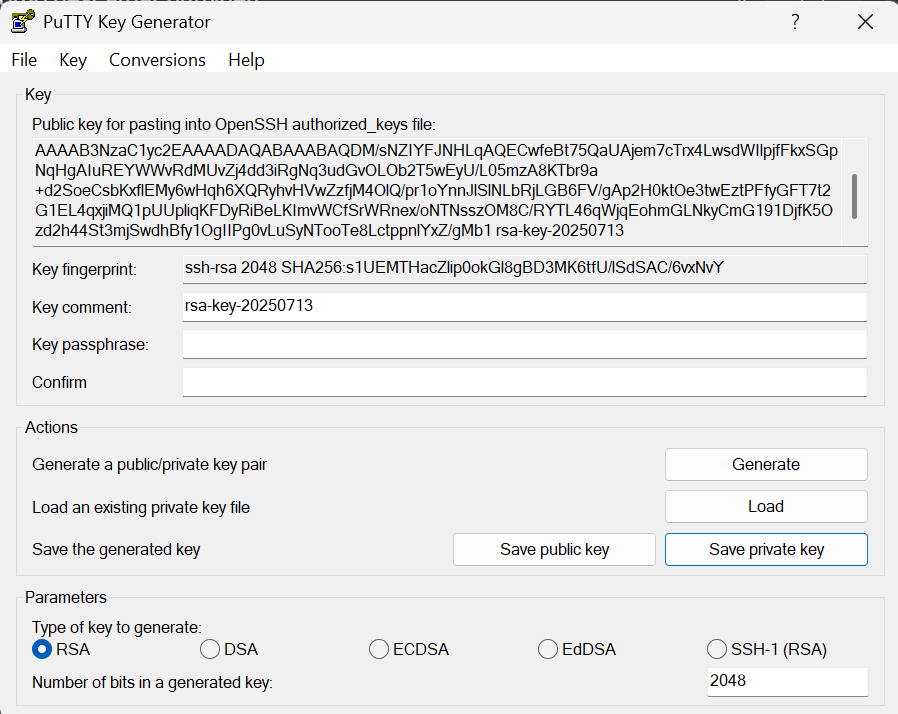 PuTTY Key Generator
?
File Key Conversions Help
Key
Public key for pasting into OpenSSH authorized_keys file:
AAAAB3NzaC1yc2EAAAADAQABAAABAQDM/sNZIYFJNHLqAQECwfeBt75QaUAjem7cTrx4LwsdWIlpjfFkxSGp
NqHgAIuREYWWvRdMUvZj4dd3iRgNq3udGvOLOb2T5wEyU/L05mzA8KTbr9a
+d2SoeCsbKxflEMy6wHqh6XQRyhvHVwZzfjM4OlQ/pr1oYnnJlSlNLbRjLGB6FV/gAp2H0ktOe3twEztPFfyGFT7t2
G1EL4qxjiMQ1pUUpliqKFDyRiBeLKImvWCfSrWRnex/oNTNsszOM8C/RYTL46qWjqEohmGLNkyCmG191DjfK5O
zd2h44St3mjSwdhBfy1OgIIPg0vLuSyNTooTe8LctppnlYxZ/gMb1 rsa-key-20250713
Key fingerprint: ssh-rsa 2048 SHA256:s1UEMTHacZlip0okGl8gBD3MK6tfU/lSdSAC/6vxNvY
Key comment: rsa-key-20250713
Key passphrase:
Confirm
Actions
Generate a public/private key pair Generate
Load an existing private key file Load
Save the generated key Save public key Save private key
Parameters
Type of key to generate:
RSA DSA ECDSA EdDSA SSH-1 (RSA)
Number of bits in a generated key: 2048